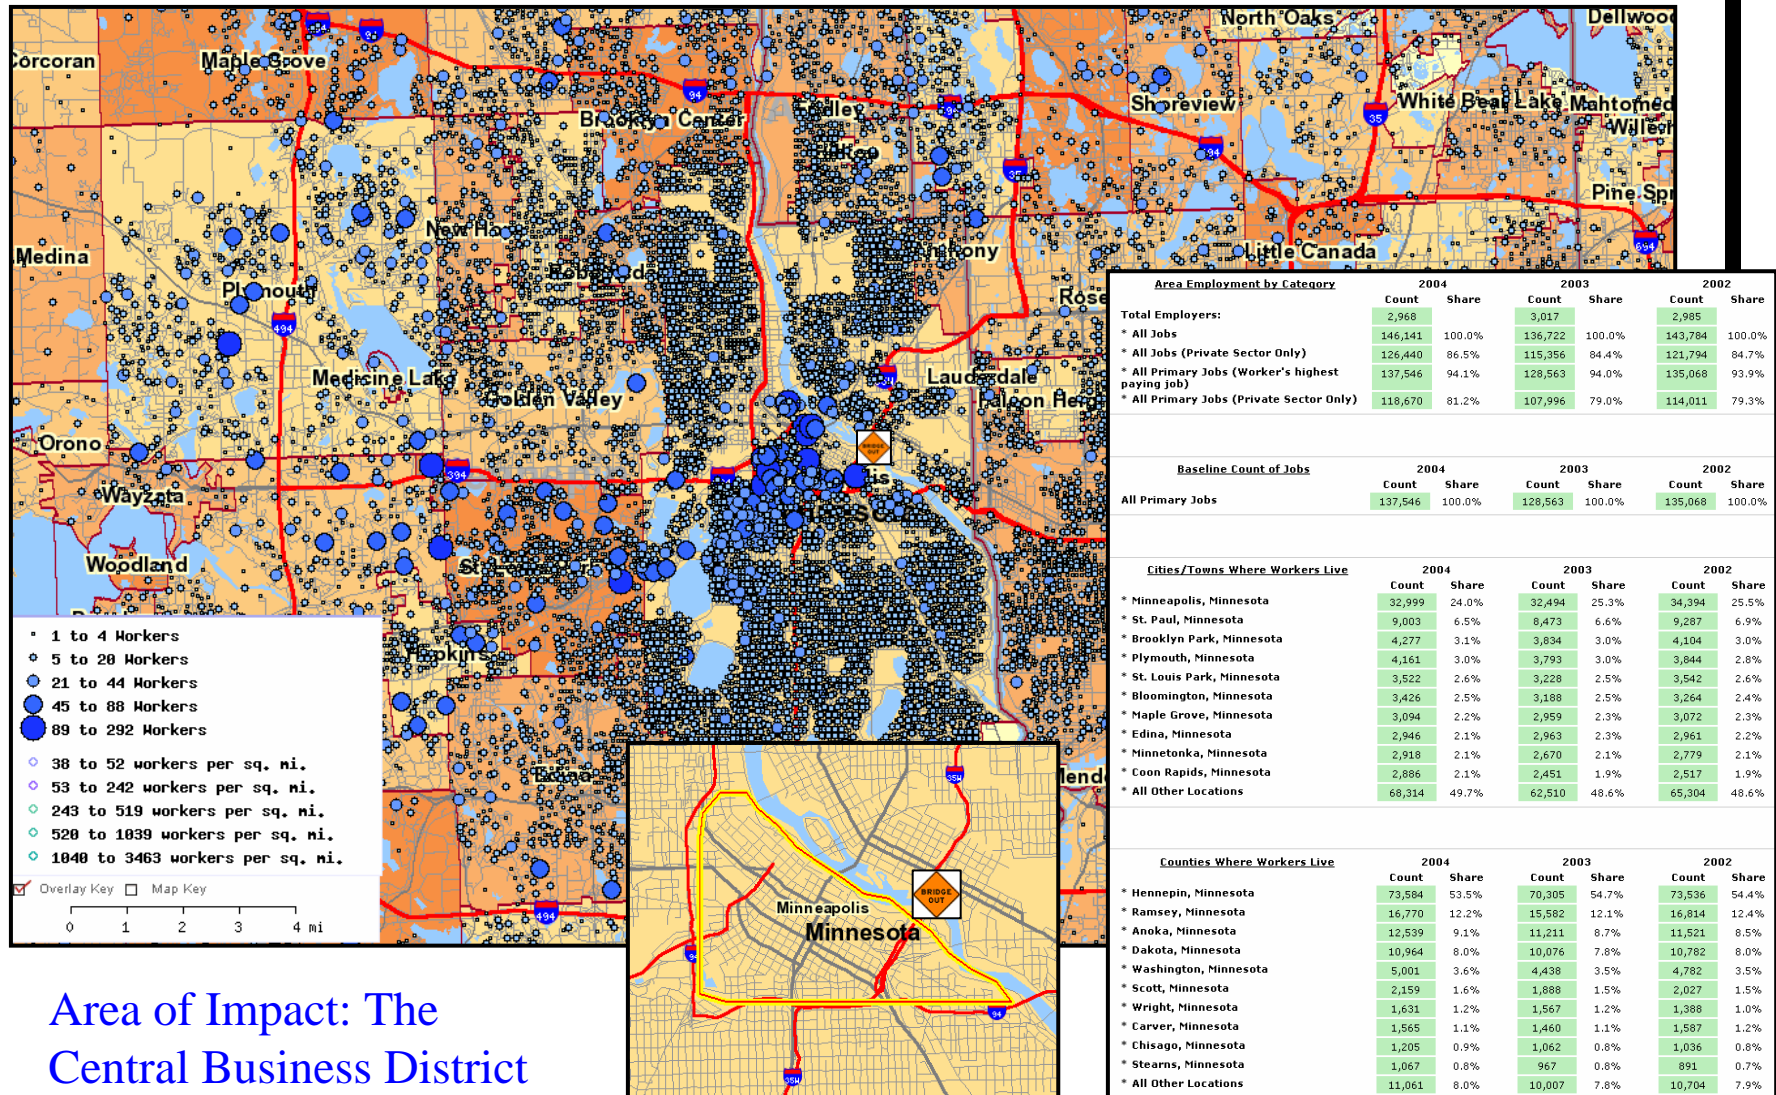 North Oaks
Dellwood
Corcoran
Maple Grove
94
94
94
Brooklyn Center
Shoreview
White Bear Lake
35
35
Pine Spr
694
Medina
Little Canada
Plymouth
494
Medicine Lake
Golden Valley
Lauderdale
Orono
394
BRIDGE
OUT
Wayzata
Woodland
Hopkins
Edina
494
1 to 4 Workers
5 to 20 Workers
21 to 44 Workers
45 to 88 Workers
89 to 292 Workers
38 to 52 workers per sq. mi.
53 to 242 workers per sq. mi.
243 to 519 workers per sq. mi.
520 to 1039 workers per sq. mi.
1040 to 3463 workers per sq. mi.
Overlay Key Map Key
0 1 2 3 4 mi
35W
BRIDGE
OUT
Minneapolis
Minnesota
94
94
35W
Area of Impact: The
Central Business District
Area Employment by Category 2004 2003 2002
Count Share Count Share Count Share
Total Employers: 2,968 3,017 2,985
* All Jobs 146,141 100.0% 136,722 100.0% 143,784 100.0%
* All Jobs (Private Sector Only) 126,440 86.5% 115,356 84.4% 121,794 84.7%
* All Primary Jobs (Worker's highest
paying job) 137,546 94.1% 128,563 94.0% 135,068 93.9%
* All Primary Jobs (Private Sector Only) 118,670 81.2% 107,996 79.0% 114,011 79.3%
Baseline Count of Jobs 2004 2003 2002
Count Share Count Share Count Share
All Primary Jobs 137,546 100.0% 128,563 100.0% 135,068 100.0%
Cities/Towns Where Workers Live 2004 2003 2002
Count Share Count Share Count Share
* Minneapolis, Minnesota 32,999 24.0% 32,494 25.3% 34,394 25.5%
* St. Paul, Minnesota 9,003 6.5% 8,473 6.6% 9,287 6.9%
* Brooklyn Park, Minnesota 4,277 3.1% 3,834 3.0% 4,104 3.0%
* Plymouth, Minnesota 4,161 3.0% 3,793 3.0% 3,844 2.8%
* St. Louis Park, Minnesota 3,522 2.6% 3,228 2.5% 3,542 2.6%
* Bloomington, Minnesota 3,426 2.5% 3,188 2.5% 3,264 2.4%
* Maple Grove, Minnesota 3,094 2.2% 2,959 2.3% 3,072 2.3%
* Edina, Minnesota 2,946 2.1% 2,963 2.3% 2,961 2.2%
* Minnetonka, Minnesota 2,918 2.1% 2,670 2.1% 2,779 2.1%
* Coon Rapids, Minnesota 2,886 2.1% 2,451 1.9% 2,517 1.9%
* All Other Locations 68,314 49.7% 62,510 48.6% 65,304 48.6%
Counties Where Workers Live 2004 2003 2002
Count Share Count Share Count Share
* Hennepin, Minnesota 73,584 53.5% 70,305 54.7% 73,536 54.4%
* Ramsey, Minnesota 16,770 12.2% 15,582 12.1% 16,814 12.4%
* Anoka, Minnesota 12,539 9.1% 11,211 8.7% 11,521 8.5%
* Dakota, Minnesota 10,964 8.0% 10,076 7.8% 10,782 8.0%
* Washington, Minnesota 5,001 3.6% 4,438 3.5% 4,782 3.5%
* Scott, Minnesota 2,159 1.6% 1,888 1.5% 2,027 1.5%
* Wright, Minnesota 1,631 1.2% 1,567 1.2% 1,388 1.0%
* Carver, Minnesota 1,565 1.1% 1,460 1.1% 1,587 1.2%
* Chisago, Minnesota 1,205 0.9% 1,062 0.8% 1,036 0.8%
* Stearns, Minnesota 1,067 0.8% 967 0.8% 891 0.7%
* All Other Locations 11,061 8.0% 10,007 7.8% 10,704 7.9%